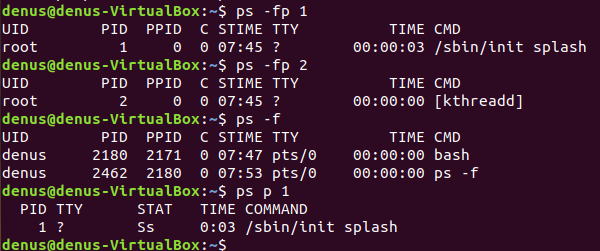 denus@denus-VirtualBox:~$ ps -fp 1
UID        PID  PPID  C STIME TTY          TIME CMD
root         1     0  0 07:45 ?        00:00:03 /sbin/init splash
denus@denus-VirtualBox:~$ ps -fp 2
UID        PID  PPID  C STIME TTY          TIME CMD
root         2     0  0 07:45 ?        00:00:00 [kthreadd]
denus@denus-VirtualBox:~$ ps -f
UID        PID  PPID  C STIME TTY          TIME CMD
denus     2180  2171  0 07:47 pts/0    00:00:00 bash
denus     2462  2180  0 07:53 pts/0    00:00:00 ps -f
denus@denus-VirtualBox:~$ ps p 1
  PID TTY      STAT   TIME COMMAND
    1 ?        Ss     0:03 /sbin/init splash
denus@denus-VirtualBox:~$